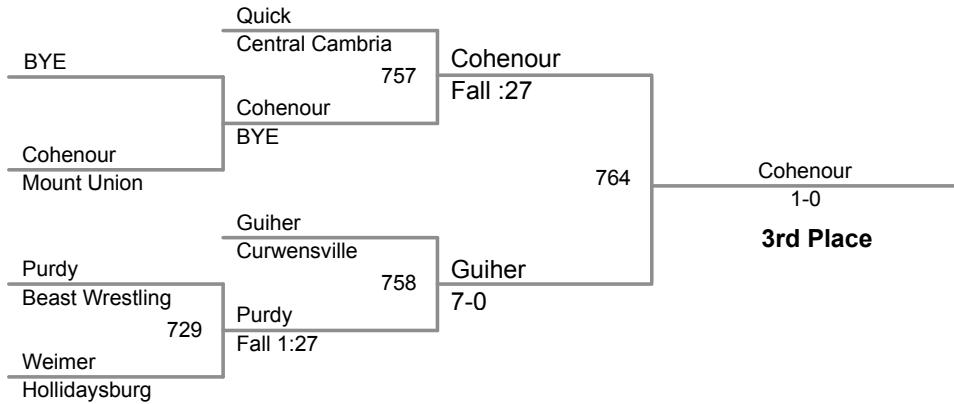 Quick
Central Cambria
BYE
757
Cohenour
Fall :27
Cohenour
BYE
Cohenour
Mount Union
764
Cohenour
1-0
3rd Place
Guiher
Curwensville
Purdy
Beast Wrestling
758
Guiher
7-0
729
Purdy
Fall 1:27
Weimer
Hollidaysburg